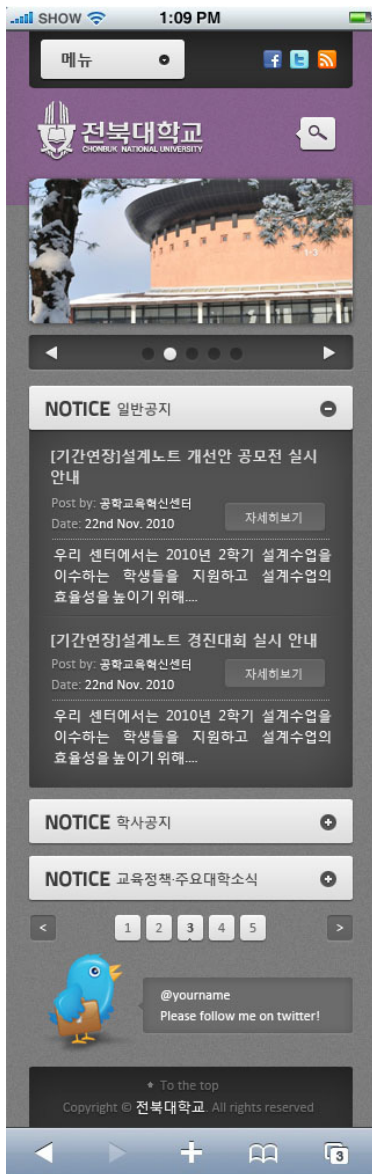 SHOW 1:09 PM
메뉴
전북대학교
CHONBUK NATIONAL UNIVERSITY
NOTICE 일반공지
[기간연장]설계노트 개선안 공모전 실시
안내
Post by: 공학교육혁신센터
Date: 22nd Nov. 2010
자세히보기
우리 센터에서는 2010년 2학기 설계수업을
이수하는 학생들을 지원하고 설계수업의
효율성을 높이기 위해....
[기간연장]설계노트 경진대회 실시 안내
Post by: 공학교육혁신센터
Date: 22nd Nov. 2010
자세히보기
우리 센터에서는 2010년 2학기 설계수업을
이수하는 학생들을 지원하고 설계수업의
효율성을 높이기 위해....
NOTICE 학사공지
NOTICE 교육정책·주요대학소식
< 1 2 3 4 5 >
@yourname
Please follow me on twitter!
To the top
Copyright © 전북대학교. All rights reserved
3